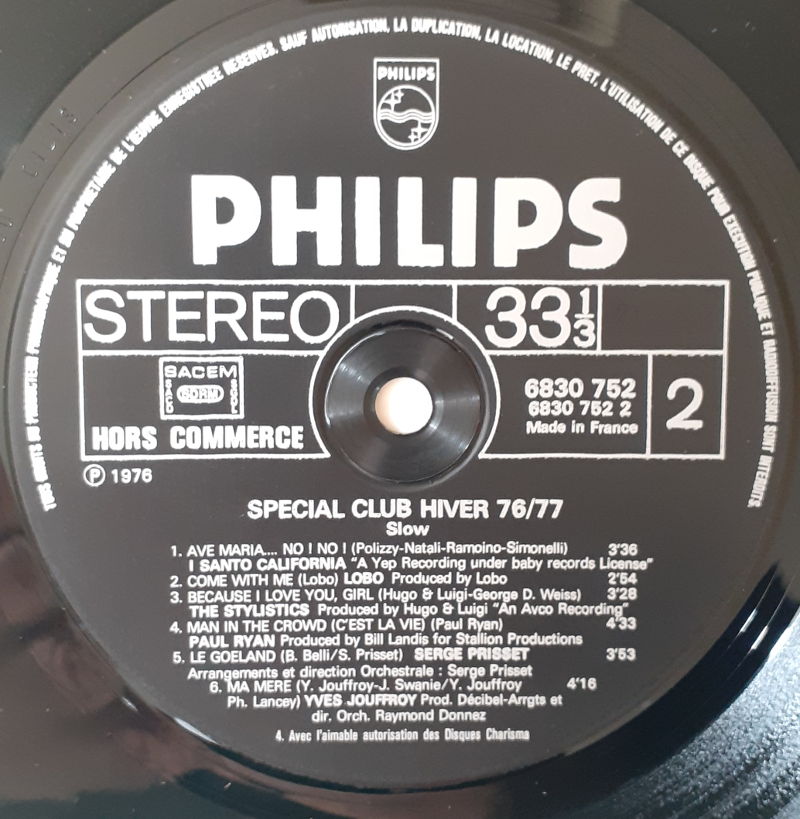 TOUS DROITS DU PRODUCTEUR PHONOGRAPHIQUE ET DU PROPRIETAIRE DE L'ŒUVRE ENREGISTREE RESERVES. SAUF AUTORISATION, LA DUPLICATION, LA LOCATION, LE PRET, L'UTILISATION DE CE DISQUE POUR EXECUTION PUBLIQUE ET RADIODIFFUSION SONT INTERDITS.
PHILIPS
PHILIPS
STEREO
33 1/3
SACEM
SACD SDRM SGDL
HORS COMMERCE
6830 752
6830 752 2
Made in France
2
Ⓟ 1976
SPECIAL CLUB HIVER 76/77
Slow
1. AVE MARIA.... NO ! NO ! (Polizzy-Natali-Ramoino-Simonelli) 3'36
I SANTO CALIFORNIA "A Yep Recording under baby records License"
2. COME WITH ME (Lobo) LOBO Produced by Lobo 2'54
3. BECAUSE I LOVE YOU, GIRL (Hugo & Luigi-George D. Weiss) 3'28
THE STYLISTICS Produced by Hugo & Luigi "An Avco Recording"
4. MAN IN THE CROWD (C'EST LA VIE) (Paul Ryan) 4'33
PAUL RYAN Produced by Bill Landis for Stallion Productions
5. LE GOELAND (B. Belli/S. Prisset) SERGE PRISSET 3'53
Arrangements et direction Orchestrale : Serge Prisset
6. MA MERE (Y. Jouffroy-J. Swanie/Y. Jouffroy 4'16
Ph. Lancey) YVES JOUFFROY Prod. Décibel-Arrgts et
dir. Orch. Raymond Donnez
4. Avec l'aimable autorisation des Disques Charisma